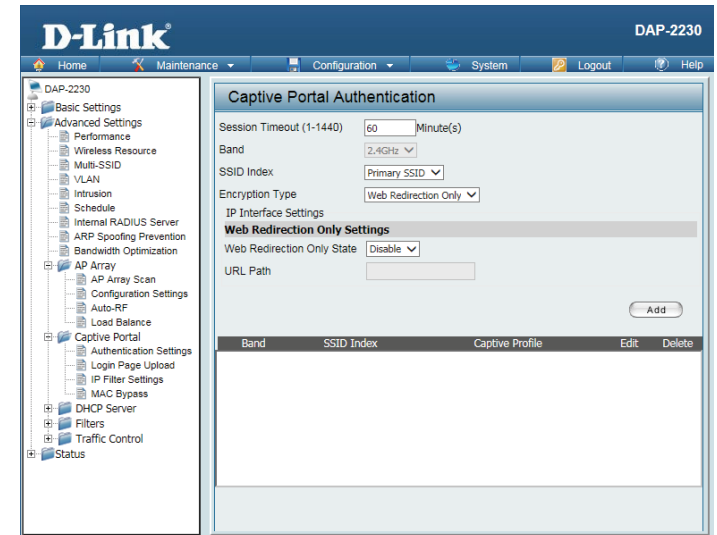 D-Link®
DAP-2230
Home Maintenance Configuration System Logout Help
DAP-2230
Basic Settings
Advanced Settings
Performance
Wireless Resource
Multi-SSID
VLAN
Intrusion
Schedule
Internal RADIUS Server
ARP Spoofing Prevention
Bandwidth Optimization
AP Array
AP Array Scan
Configuration Settings
Auto-RF
Load Balance
Captive Portal
Authentication Settings
Login Page Upload
IP Filter Settings
MAC Bypass
DHCP Server
Filters
Traffic Control
Status
Captive Portal Authentication
Session Timeout (1-1440) 60 Minute(s)
Band 2.4GHz
SSID Index Primary SSID
Encryption Type Web Redirection Only
IP Interface Settings
Web Redirection Only Settings
Web Redirection Only State Disable
URL Path
Add
Band SSID Index Captive Profile Edit Delete